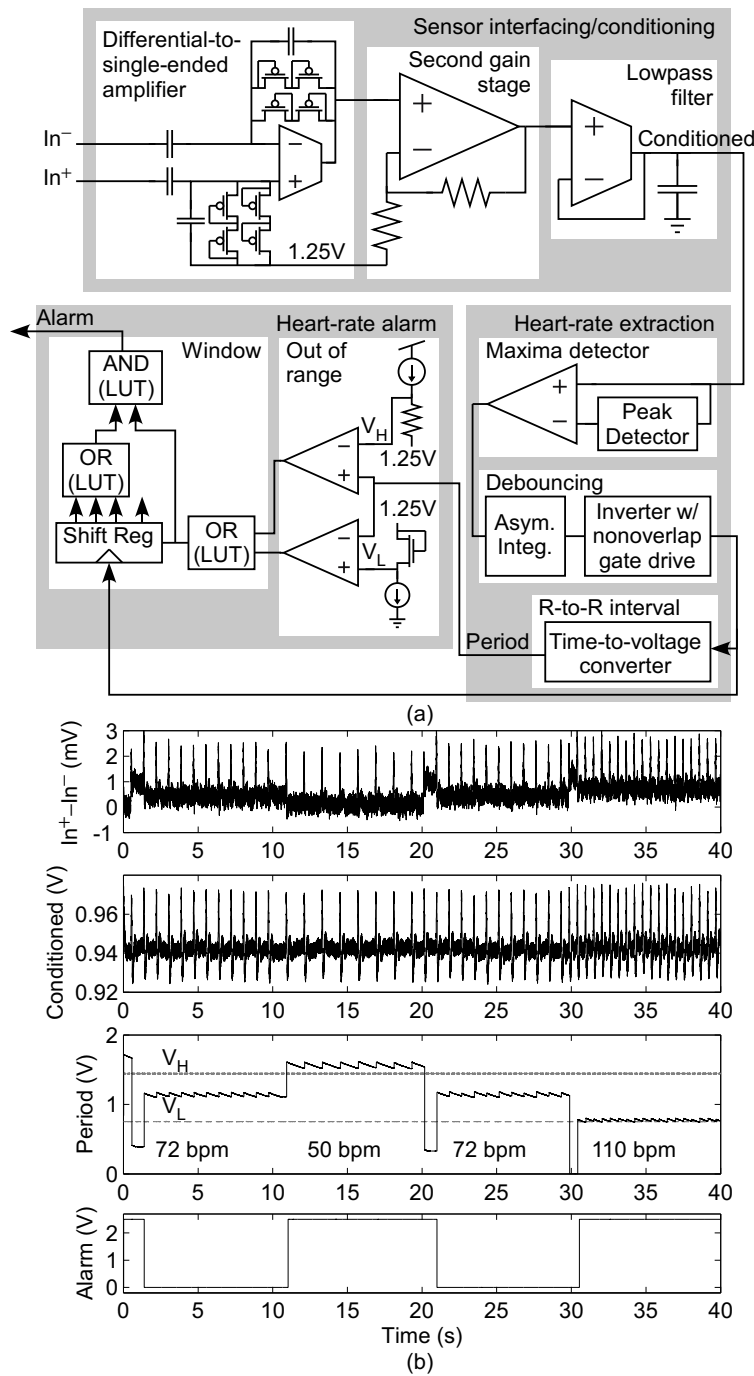 Sensor interfacing/conditioning
Differential-to-
single-ended
amplifier
Second gain
stage
Lowpass
filter
In⁻
In⁺
−
+
1.25V
+
−
+
−
Conditioned
Alarm
Heart-rate alarm
Window
AND
(LUT)
OR
(LUT)
Shift Reg
OR
(LUT)
Out of
range
V_H
−
+
1.25V
1.25V
−
+
V_L
Heart-rate extraction
Maxima detector
+
−
Peak
Detector
Debouncing
Asym.
Integ.
Inverter w/
nonoverlap
gate drive
R-to-R interval
Period
Time-to-voltage
converter
(a)
In⁺−In⁻ (mV)
3
2
1
0
-1
0 5 10 15 20 25 30 35 40
Conditioned (V)
0.96
0.94
0.92
0 5 10 15 20 25 30 35 40
Period (V)
2
1
0
V_H
V_L
72 bpm 50 bpm 72 bpm 110 bpm
0 5 10 15 20 25 30 35 40
Alarm (V)
2
1
0
0 5 10 15 20 25 30 35 40
Time (s)
(b)